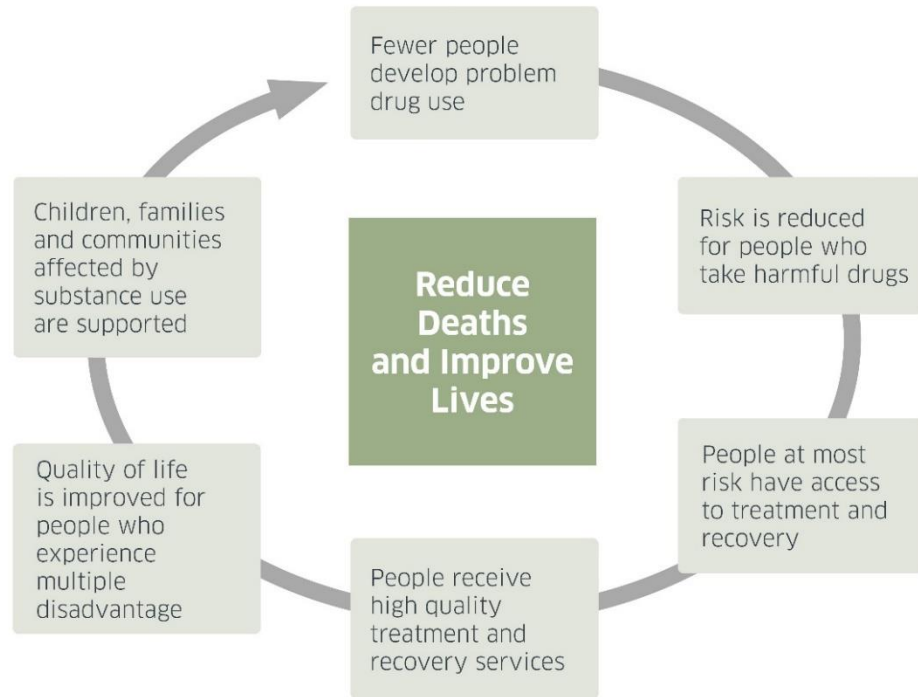 Fewer people
develop problem
drug use
Risk is reduced
for people who
take harmful drugs
People at most
risk have access
to treatment and
recovery
People receive
high quality
treatment and
recovery services
Quality of life
is improved for
people who
experience
multiple
disadvantage
Children, families
and communities
affected by
substance use
are supported
Reduce
Deaths
and Improve
Lives